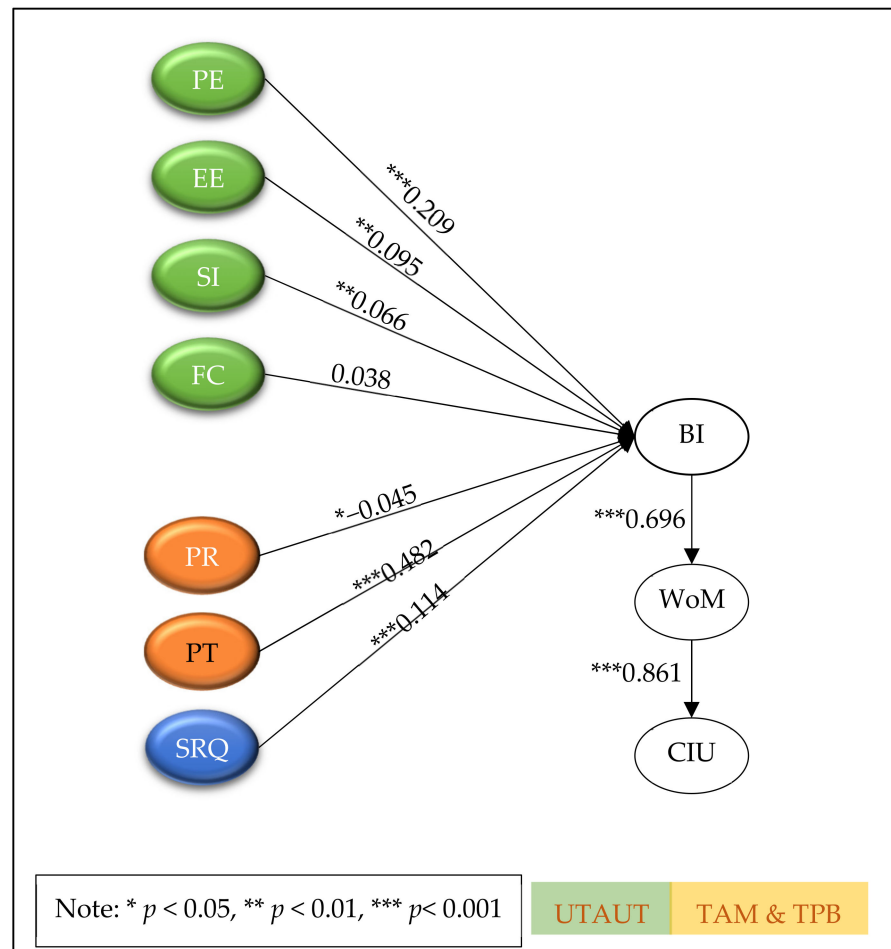 PE
***0.209
EE
**0.095
SI
**0.066
FC
0.038
BI
*–0.045
PR
***0.696
***0.482
WoM
***0.114
PT
***0.861
SRQ
CIU
Note: * p < 0.05, ** p < 0.01, *** p< 0.001
UTAUT
TAM & TPB